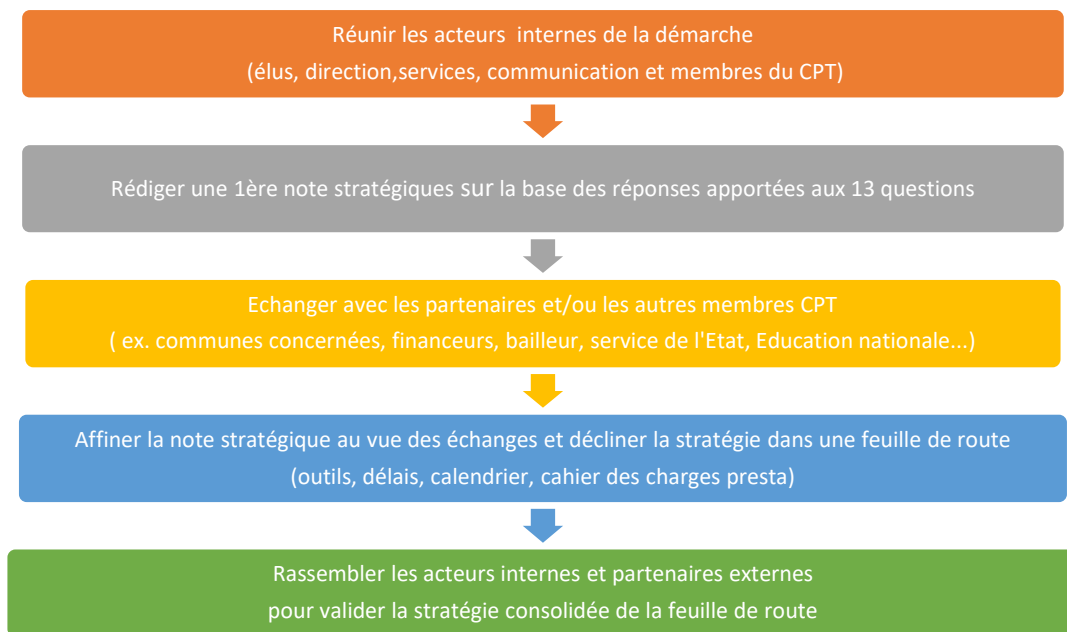 Réunir les acteurs internes de la démarche
(élus, direction,services, communication et membres du CPT)
Rédiger une 1ère note stratégiques sur la base des réponses apportées aux 13 questions
Echanger avec les partenaires et/ou les autres membres CPT
( ex. communes concernées, financeurs, bailleur, service de l'Etat, Education nationale...)
Affiner la note stratégique au vue des échanges et décliner la stratégie dans une feuille de route
(outils, délais, calendrier, cahier des charges presta)
Rassembler les acteurs internes et partenaires externes
pour valider la stratégie consolidée de la feuille de route